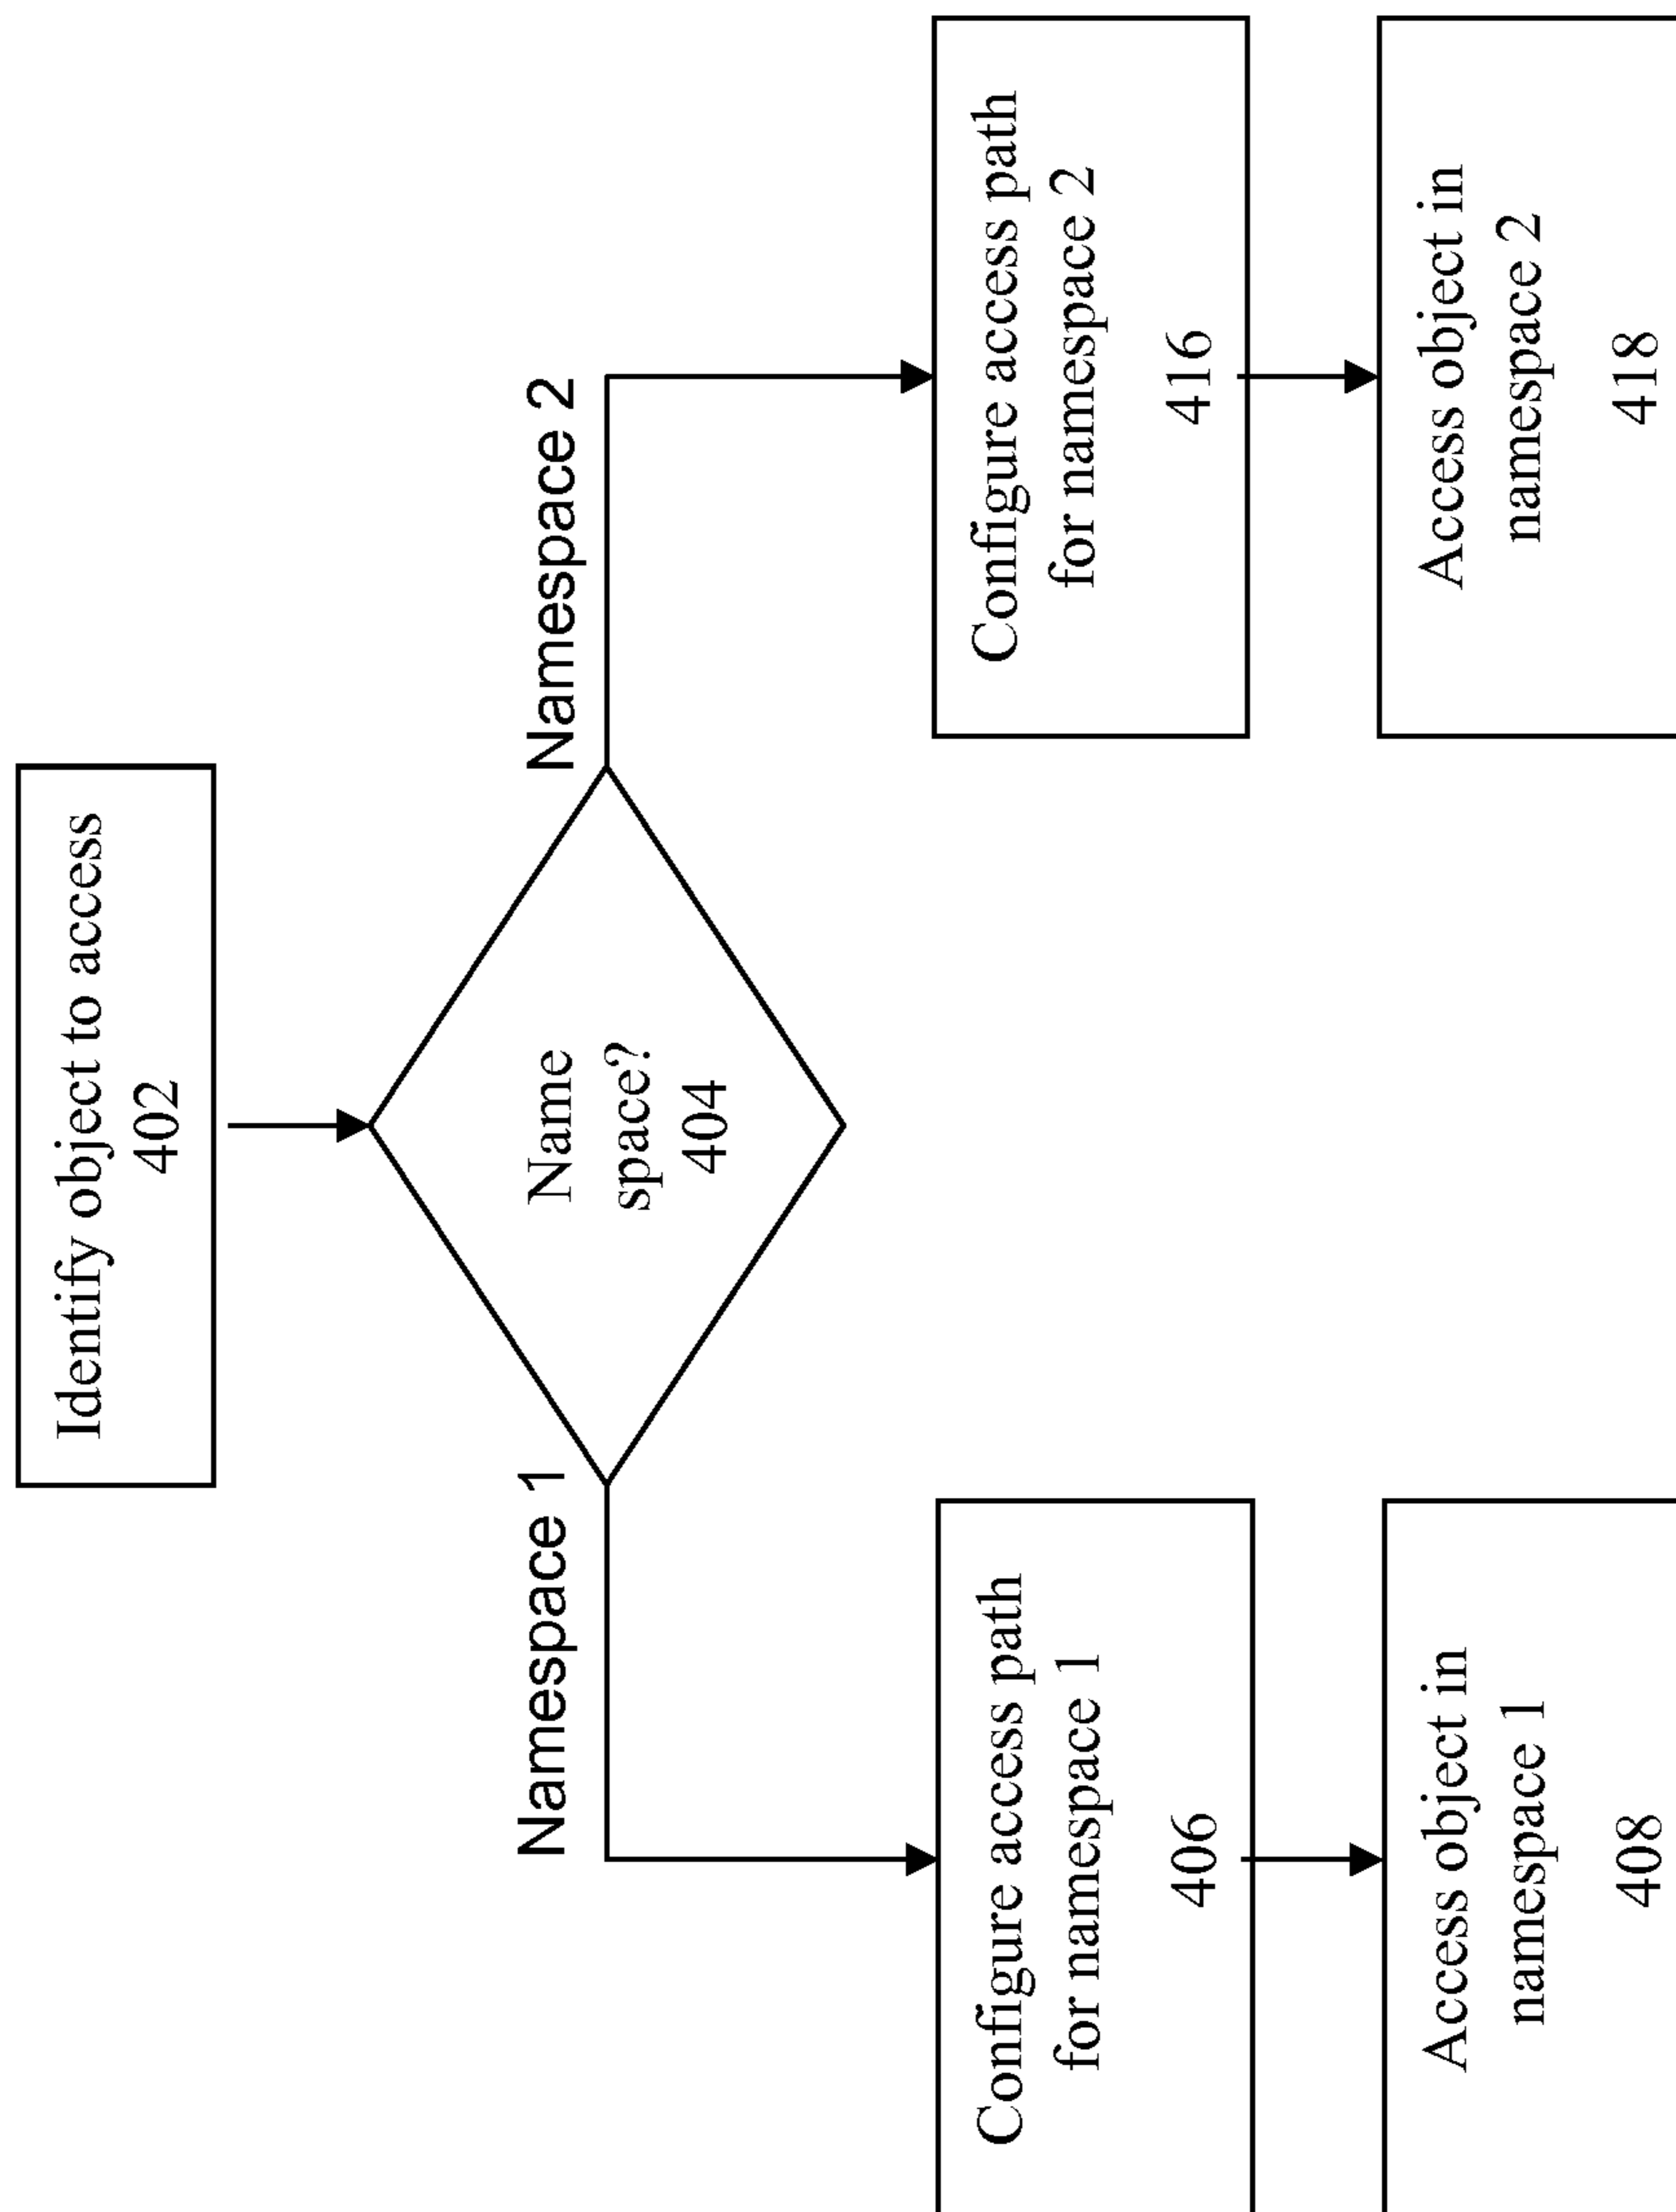 Identify object to access
402
Name
space?
404
Namespace 1
Namespace 2
Configure access path
for namespace 1
406
Configure access path
for namespace 2
416
Access object in
namespace 1
408
Access object in
namespace 2
418